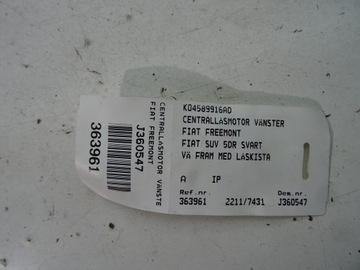 K04589916AD
CENTRALLÅSMOTOR VÄNSTER
FIAT FREEMONT
FIAT SUV 5DR SVART
VÄ FRAM MED LÅSKISTA
A IP
Ref.nr. Dem.nr.
363961 2211/7431 J360547
CENTRALLÅSMOTOR VÄNSTE
FIAT FREEMONT
J360547
363961